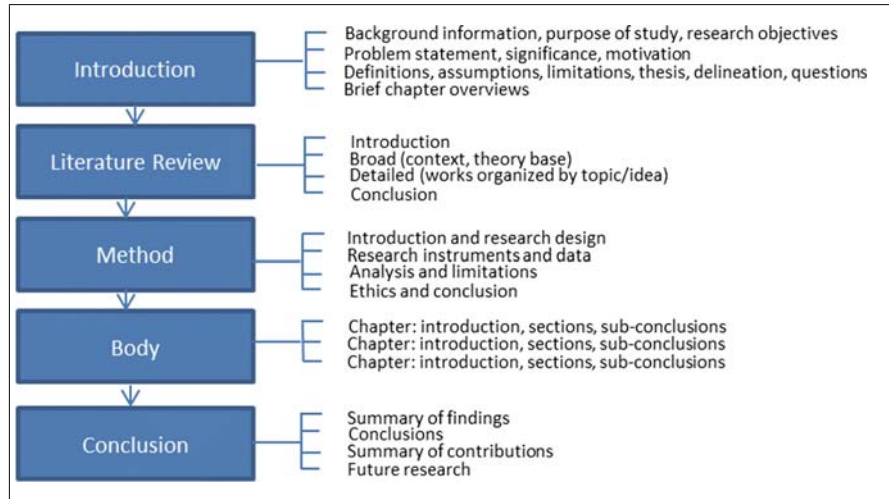 Introduction
Background information, purpose of study, research objectives
Problem statement, significance, motivation
Definitions, assumptions, limitations, thesis, delineation, questions
Brief chapter overviews
Literature Review
Introduction
Broad (context, theory base)
Detailed (works organized by topic/idea)
Conclusion
Method
Introduction and research design
Research instruments and data
Analysis and limitations
Ethics and conclusion
Body
Chapter: introduction, sections, sub-conclusions
Chapter: introduction, sections, sub-conclusions
Chapter: introduction, sections, sub-conclusions
Conclusion
Summary of findings
Conclusions
Summary of contributions
Future research